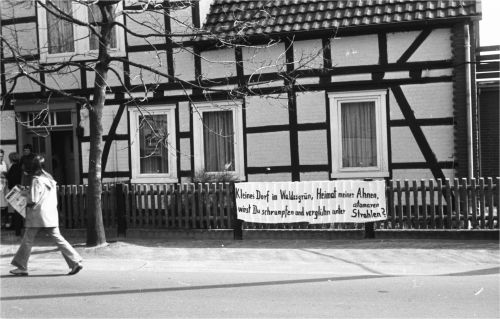 Kleines Dorf im Waldesgrün, Heimat meiner Ahnen,
wirst Du schrumpfen und verglühn unter atomaren Strahlen?